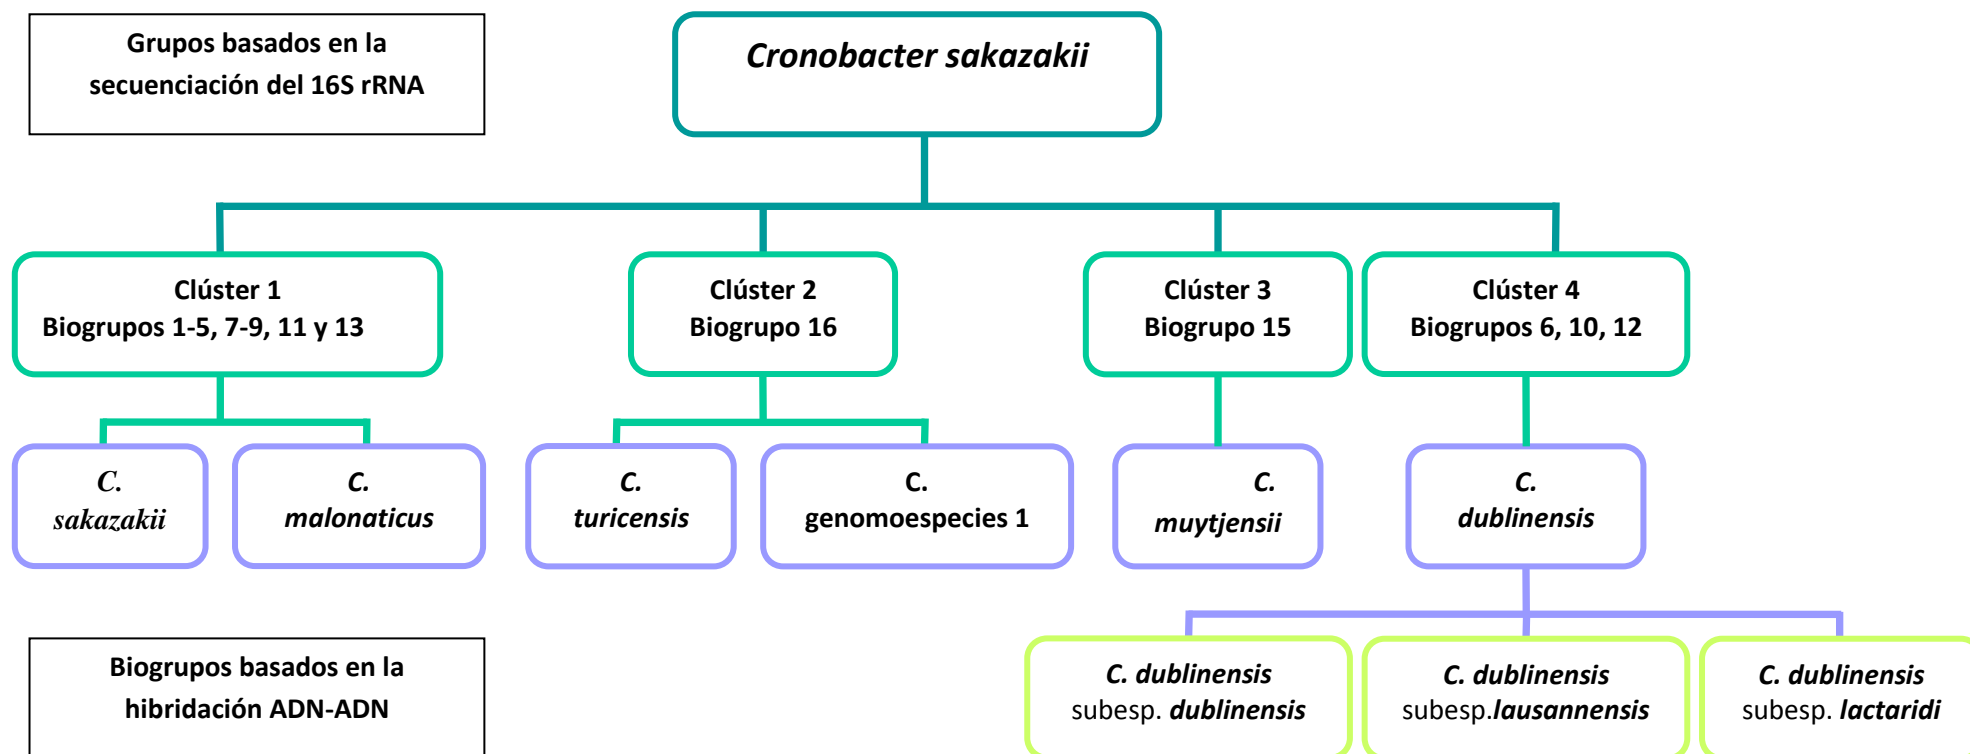 Grupos basados en la
secuenciación del 16S rRNA
Cronobacter sakazakii
Clúster 1
Biogrupos 1-5, 7-9, 11 y 13
Clúster 2
Biogrupo 16
Clúster 3
Biogrupo 15
Clúster 4
Biogrupos 6, 10, 12
C.
sakazakii
C.
malonaticus
C.
turicensis
C.
genomoespecies 1
C.
muytjensii
C.
dublinensis
Biogrupos basados en la
hibridación ADN-ADN
C. dublinensis
subesp. dublinensis
C. dublinensis
subesp.lausannensis
C. dublinensis
subesp. lactaridi